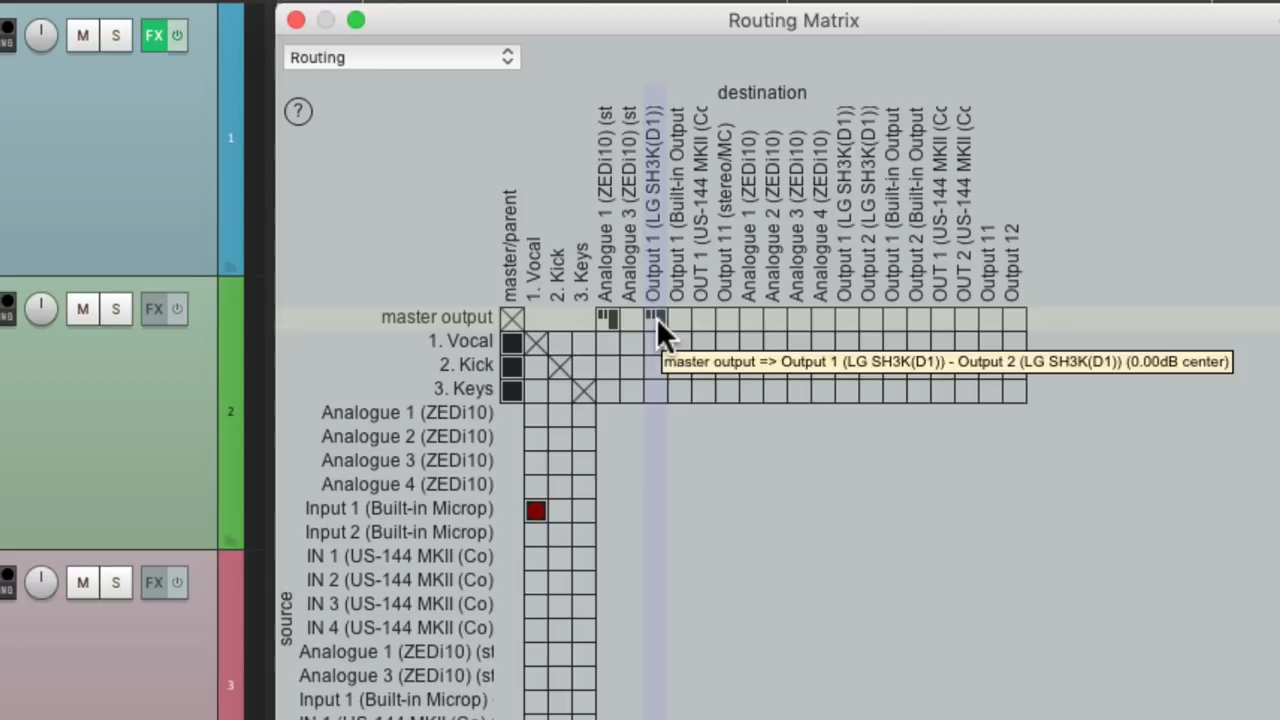 Routing Matrix
Routing
?
destination
master/parent
1. Vocal
2. Kick
3. Keys
Analogue 1 (ZEDi10) (st
Analogue 3 (ZEDi10) (st
Output 1 (LG SH3K(D1))
Output 1 (Built-in Output
OUT 1 (US-144 MKII (Cc
Output 11 (stereo/MC)
Analogue 1 (ZEDi10)
Analogue 2 (ZEDi10)
Analogue 3 (ZEDi10)
Analogue 4 (ZEDi10)
Output 1 (LG SH3K(D1))
Output 2 (LG SH3K(D1))
Output 1 (Built-in Output
Output 2 (Built-in Output
OUT 1 (US-144 MKII (Cc
OUT 2 (US-144 MKII (Cc
Output 11
Output 12
master output
1. Vocal
2. Kick
3. Keys
Analogue 1 (ZEDi10)
Analogue 2 (ZEDi10)
Analogue 3 (ZEDi10)
Analogue 4 (ZEDi10)
Input 1 (Built-in Microp)
Input 2 (Built-in Microp)
IN 1 (US-144 MKII (Co)
IN 2 (US-144 MKII (Co)
IN 3 (US-144 MKII (Co)
IN 4 (US-144 MKII (Co)
Analogue 1 (ZEDi10) (st
Analogue 3 (ZEDi10) (st
Input 1 (Built-in Microp)
IN 1 (US-144 MKII (Co)
source
master output => Output 1 (LG SH3K(D1)) - Output 2 (LG SH3K(D1)) (0.00dB center)
M S FX
1
M S FX
2
M S FX
3